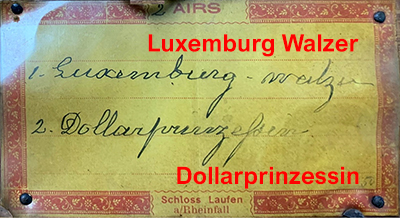 2 AIRS
Luxemburg Walzer
1. Luxemburg - walzer
2. Dollarprinzessin.
Dollarprinzessin
Schloss Laufen
a/Rheinfall